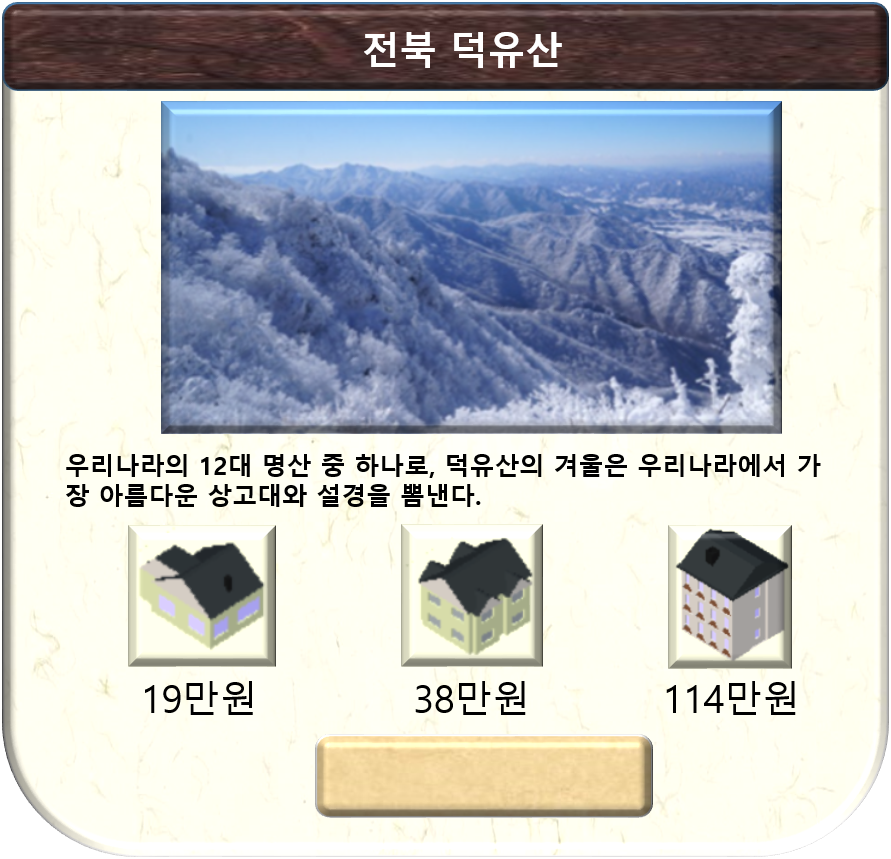 전북 덕유산
우리나라의 12대 명산 중 하나로, 덕유산의 겨울은 우리나라에서 가
장 아름다운 상고대와 설경을 뽐낸다.
19만원 38만원 114만원